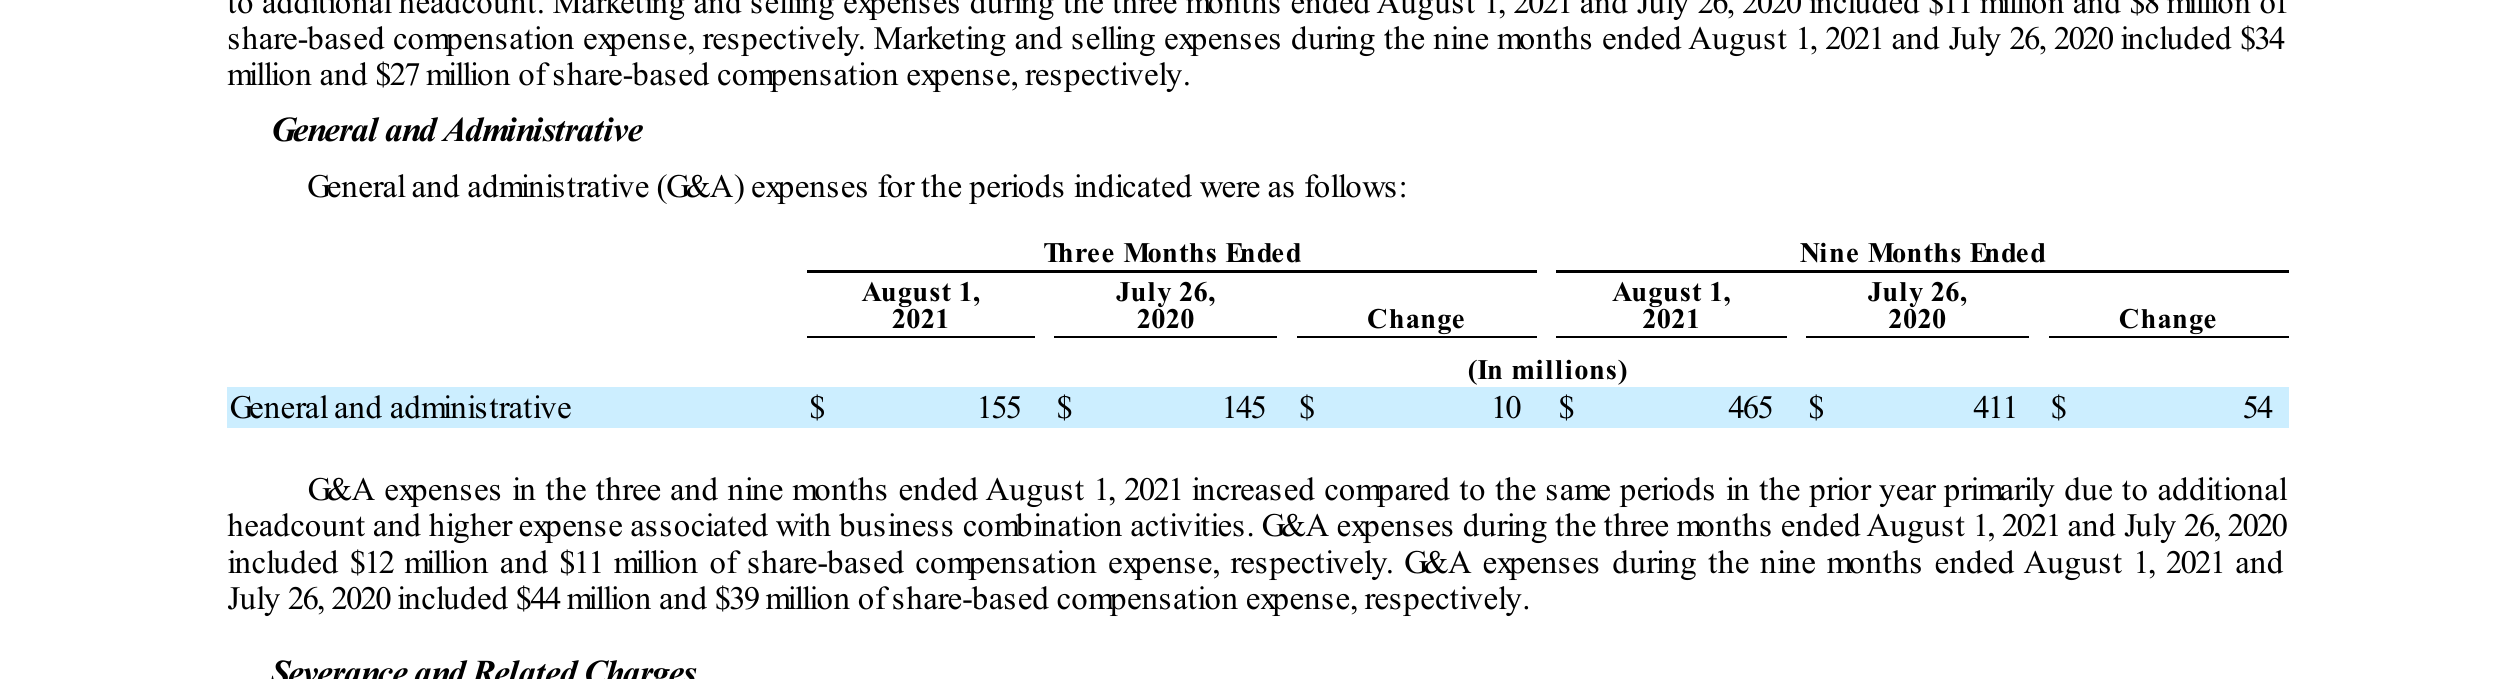 to additional headcount. Marketing and selling expenses during the three months ended August 1, 2021 and July 26, 2020 included $11 million and $8 million of
share-based compensation expense, respectively. Marketing and selling expenses during the nine months ended August 1, 2021 and July 26, 2020 included $34
million and $27 million of share-based compensation expense, respectively.
General and Administrative
General and administrative (G&A) expenses for the periods indicated were as follows:
Three Months Ended Nine Months Ended
August 1, July 26, August 1, July 26,
2021 2020 Change 2021 2020 Change
(In millions)
General and administrative $ 155 $ 145 $ 10 $ 465 $ 411 $ 54
G&A expenses in the three and nine months ended August 1, 2021 increased compared to the same periods in the prior year primarily due to additional
headcount and higher expense associated with business combination activities. G&A expenses during the three months ended August 1, 2021 and July 26, 2020
included $12 million and $11 million of share-based compensation expense, respectively. G&A expenses during the nine months ended August 1, 2021 and
July 26, 2020 included $44 million and $39 million of share-based compensation expense, respectively.
Severance and Related Charges